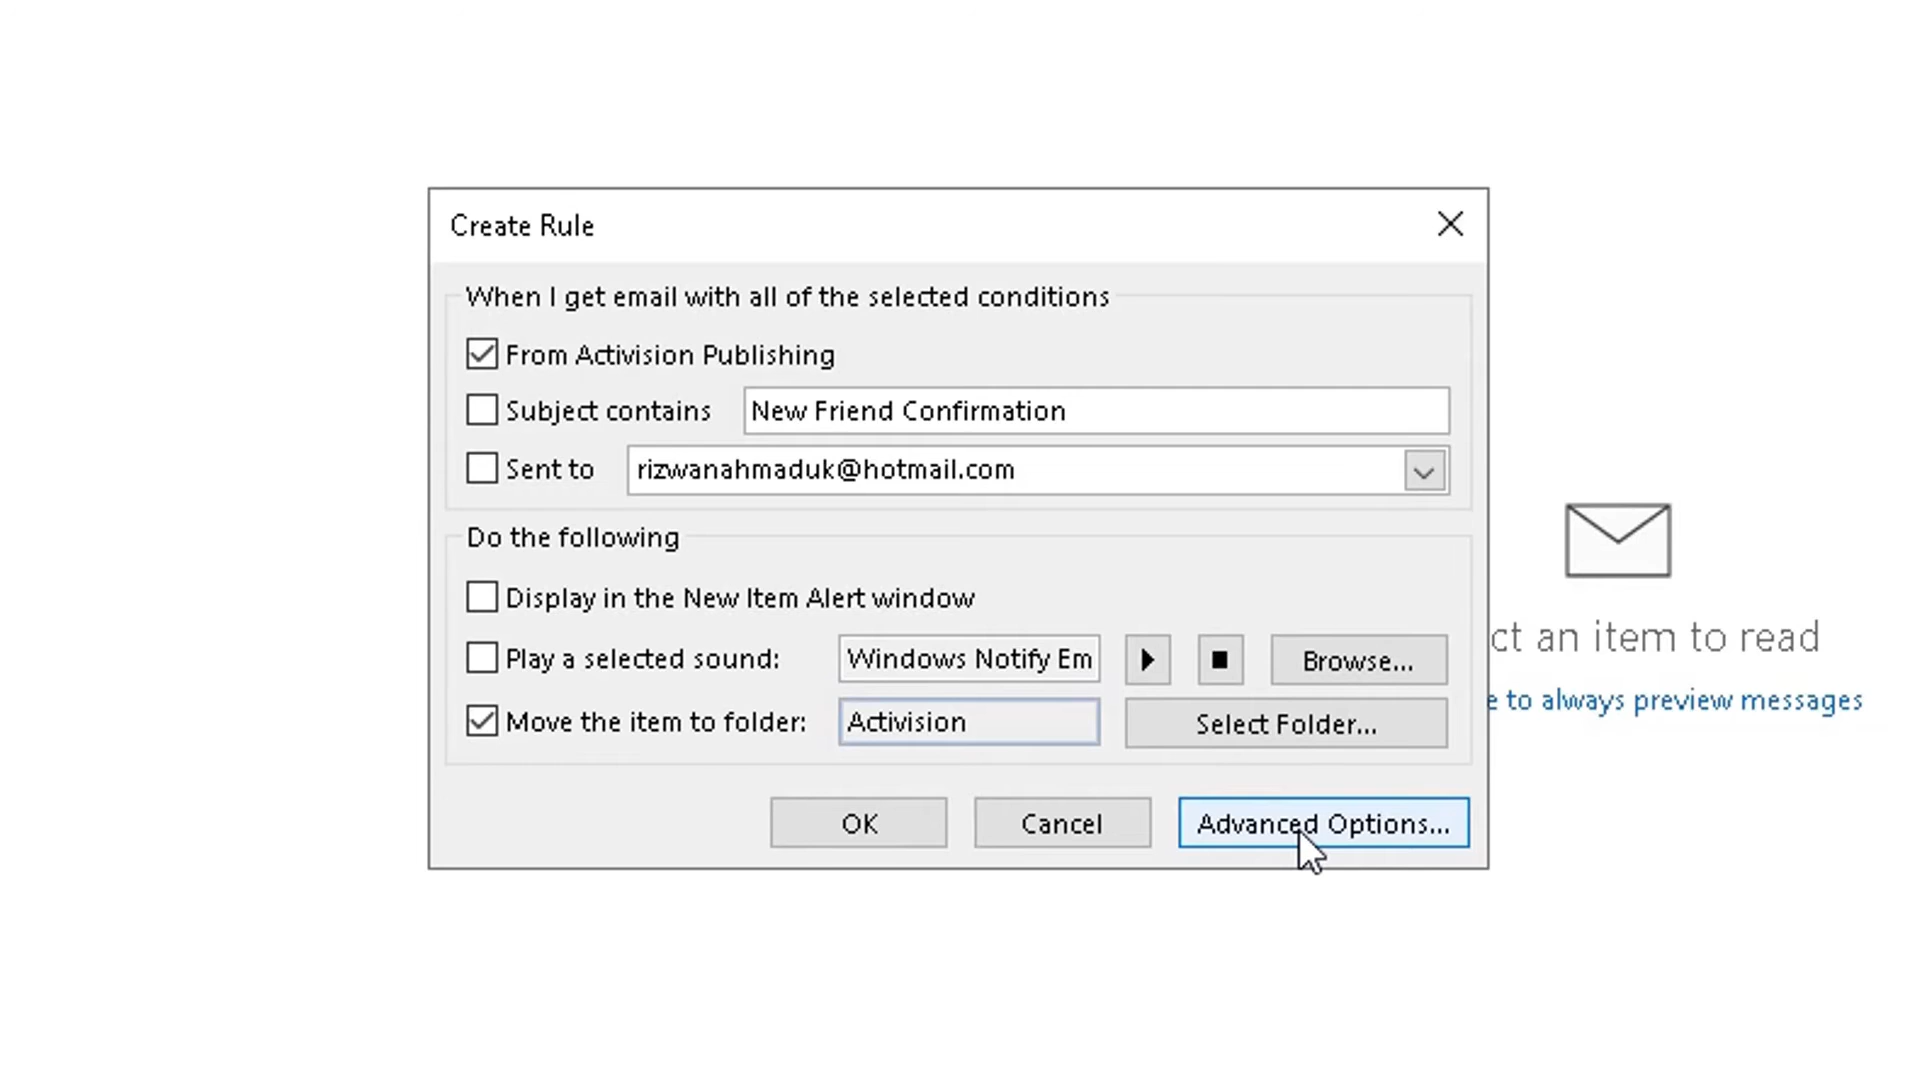 Create Rule
When I get email with all of the selected conditions
From Activision Publishing
Subject contains New Friend Confirmation
Sent to rizwanahmaduk@hotmail.com
Do the following
Display in the New Item Alert window
Play a selected sound: Windows Notify Em Browse...
ct an item to read
Move the item to folder: Activision Select Folder...
e to always preview messages
OK Cancel Advanced Options...